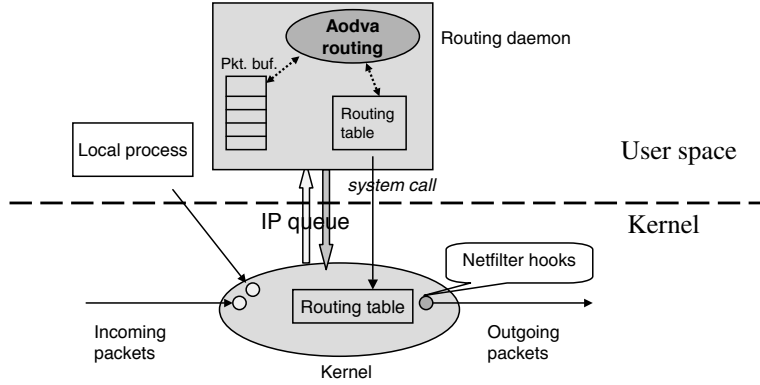 Aodva
routing
Routing daemon
Pkt. buf.
Routing
table
Local process
User space
system call
IP queue
Kernel
Netfilter hooks
Routing table
Incoming
packets
Outgoing
packets
Kernel